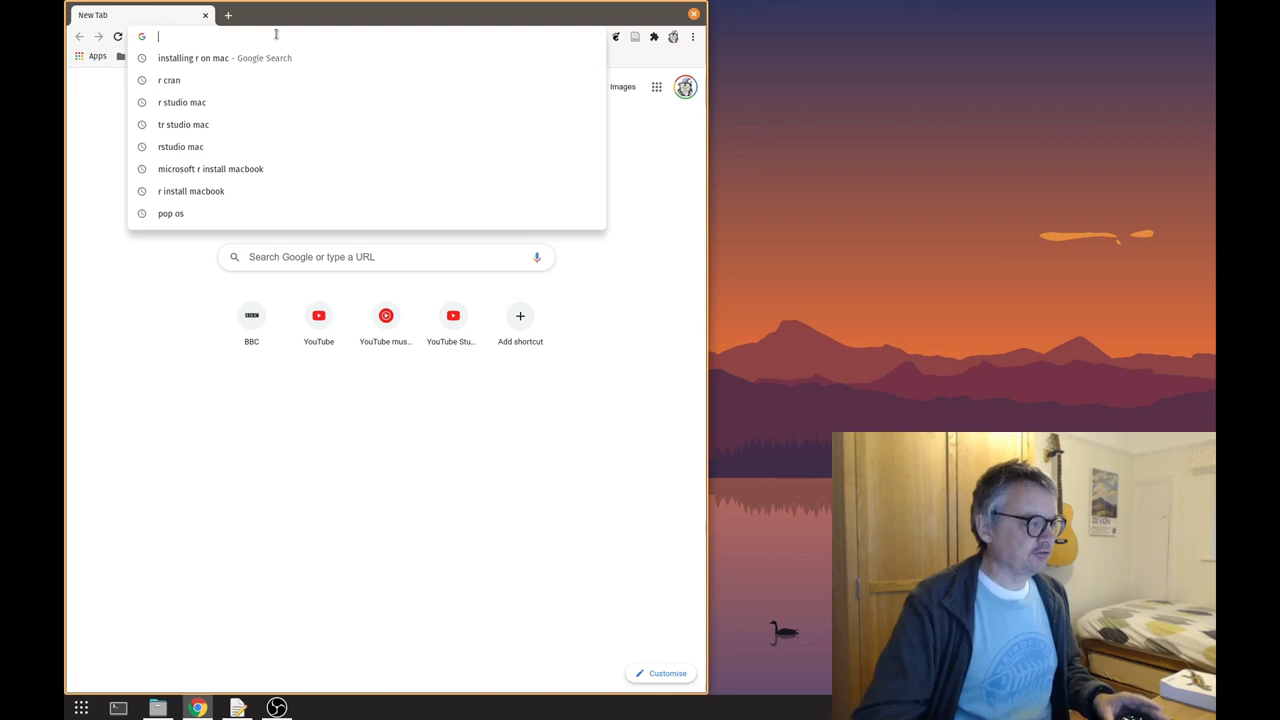 New Tab
installing r on mac - Google Search
r cran
r studio mac
tr studio mac
rstudio mac
microsoft r install macbook
r install macbook
pop os
Apps
Images
Search Google or type a URL
BBC
BBC
YouTube
YouTube mus...
YouTube Stu...
Add shortcut
Customise
DEVON